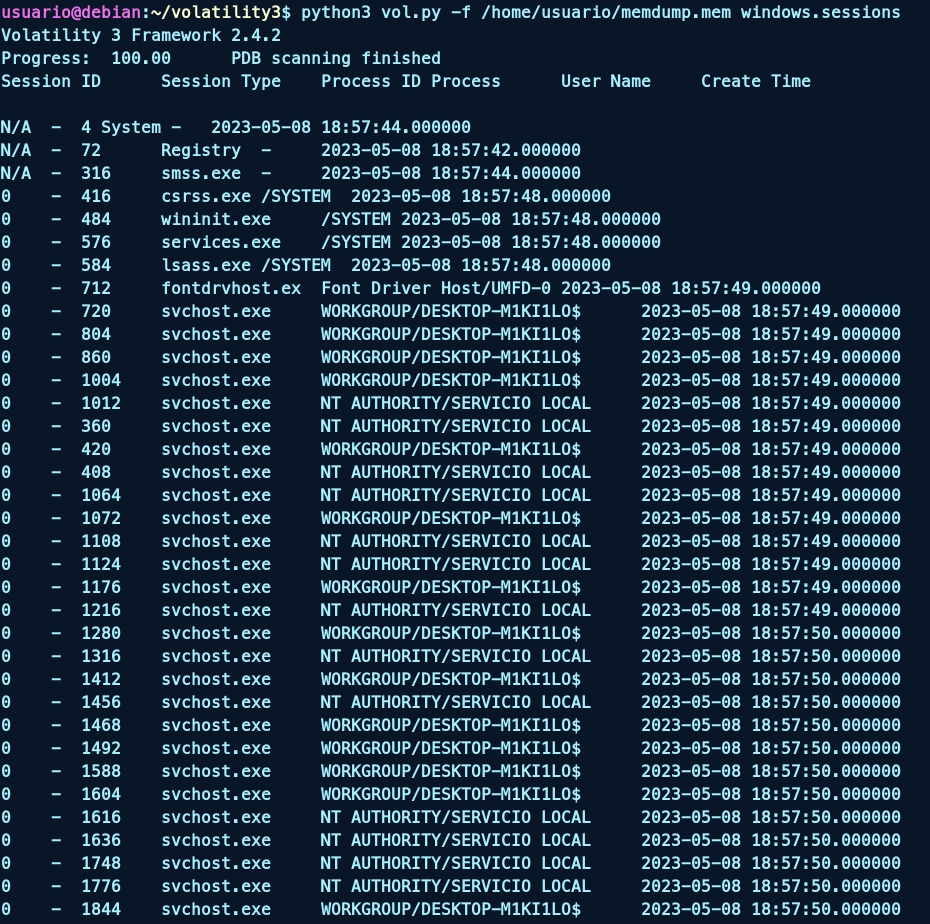 usuario@debian:~/volatility3$ python3 vol.py -f /home/usuario/memdump.mem windows.sessions
Volatility 3 Framework 2.4.2
Progress:  100.00      PDB scanning finished
Session ID      Session Type    Process ID Process      User Name     Create Time
N/A  -  4 System -   2023-05-08 18:57:44.000000
N/A  -  72      Registry  -     2023-05-08 18:57:42.000000
N/A  -  316     smss.exe  -     2023-05-08 18:57:44.000000
0    -  416     csrss.exe /SYSTEM  2023-05-08 18:57:48.000000
0    -  484     wininit.exe     /SYSTEM 2023-05-08 18:57:48.000000
0    -  576     services.exe    /SYSTEM 2023-05-08 18:57:48.000000
0    -  584     lsass.exe /SYSTEM  2023-05-08 18:57:48.000000
0    -  712     fontdrvhost.ex  Font Driver Host/UMFD-0 2023-05-08 18:57:49.000000
0    -  720     svchost.exe     WORKGROUP/DESKTOP-M1KI1LO$      2023-05-08 18:57:49.000000
0    -  804     svchost.exe     WORKGROUP/DESKTOP-M1KI1LO$      2023-05-08 18:57:49.000000
0    -  860     svchost.exe     WORKGROUP/DESKTOP-M1KI1LO$      2023-05-08 18:57:49.000000
0    -  1004    svchost.exe     WORKGROUP/DESKTOP-M1KI1LO$      2023-05-08 18:57:49.000000
0    -  1012    svchost.exe     NT AUTHORITY/SERVICIO LOCAL     2023-05-08 18:57:49.000000
0    -  360     svchost.exe     NT AUTHORITY/SERVICIO LOCAL     2023-05-08 18:57:49.000000
0    -  420     svchost.exe     WORKGROUP/DESKTOP-M1KI1LO$      2023-05-08 18:57:49.000000
0    -  408     svchost.exe     NT AUTHORITY/SERVICIO LOCAL     2023-05-08 18:57:49.000000
0    -  1064    svchost.exe     NT AUTHORITY/SERVICIO LOCAL     2023-05-08 18:57:49.000000
0    -  1072    svchost.exe     WORKGROUP/DESKTOP-M1KI1LO$      2023-05-08 18:57:49.000000
0    -  1108    svchost.exe     NT AUTHORITY/SERVICIO LOCAL     2023-05-08 18:57:49.000000
0    -  1124    svchost.exe     NT AUTHORITY/SERVICIO LOCAL     2023-05-08 18:57:49.000000
0    -  1176    svchost.exe     WORKGROUP/DESKTOP-M1KI1LO$      2023-05-08 18:57:49.000000
0    -  1216    svchost.exe     NT AUTHORITY/SERVICIO LOCAL     2023-05-08 18:57:49.000000
0    -  1280    svchost.exe     WORKGROUP/DESKTOP-M1KI1LO$      2023-05-08 18:57:50.000000
0    -  1316    svchost.exe     NT AUTHORITY/SERVICIO LOCAL     2023-05-08 18:57:50.000000
0    -  1412    svchost.exe     WORKGROUP/DESKTOP-M1KI1LO$      2023-05-08 18:57:50.000000
0    -  1456    svchost.exe     NT AUTHORITY/SERVICIO LOCAL     2023-05-08 18:57:50.000000
0    -  1468    svchost.exe     WORKGROUP/DESKTOP-M1KI1LO$      2023-05-08 18:57:50.000000
0    -  1492    svchost.exe     WORKGROUP/DESKTOP-M1KI1LO$      2023-05-08 18:57:50.000000
0    -  1588    svchost.exe     WORKGROUP/DESKTOP-M1KI1LO$      2023-05-08 18:57:50.000000
0    -  1604    svchost.exe     WORKGROUP/DESKTOP-M1KI1LO$      2023-05-08 18:57:50.000000
0    -  1616    svchost.exe     NT AUTHORITY/SERVICIO LOCAL     2023-05-08 18:57:50.000000
0    -  1636    svchost.exe     NT AUTHORITY/SERVICIO LOCAL     2023-05-08 18:57:50.000000
0    -  1748    svchost.exe     NT AUTHORITY/SERVICIO LOCAL     2023-05-08 18:57:50.000000
0    -  1776    svchost.exe     NT AUTHORITY/SERVICIO LOCAL     2023-05-08 18:57:50.000000
0    -  1844    svchost.exe     WORKGROUP/DESKTOP-M1KI1LO$      2023-05-08 18:57:50.000000